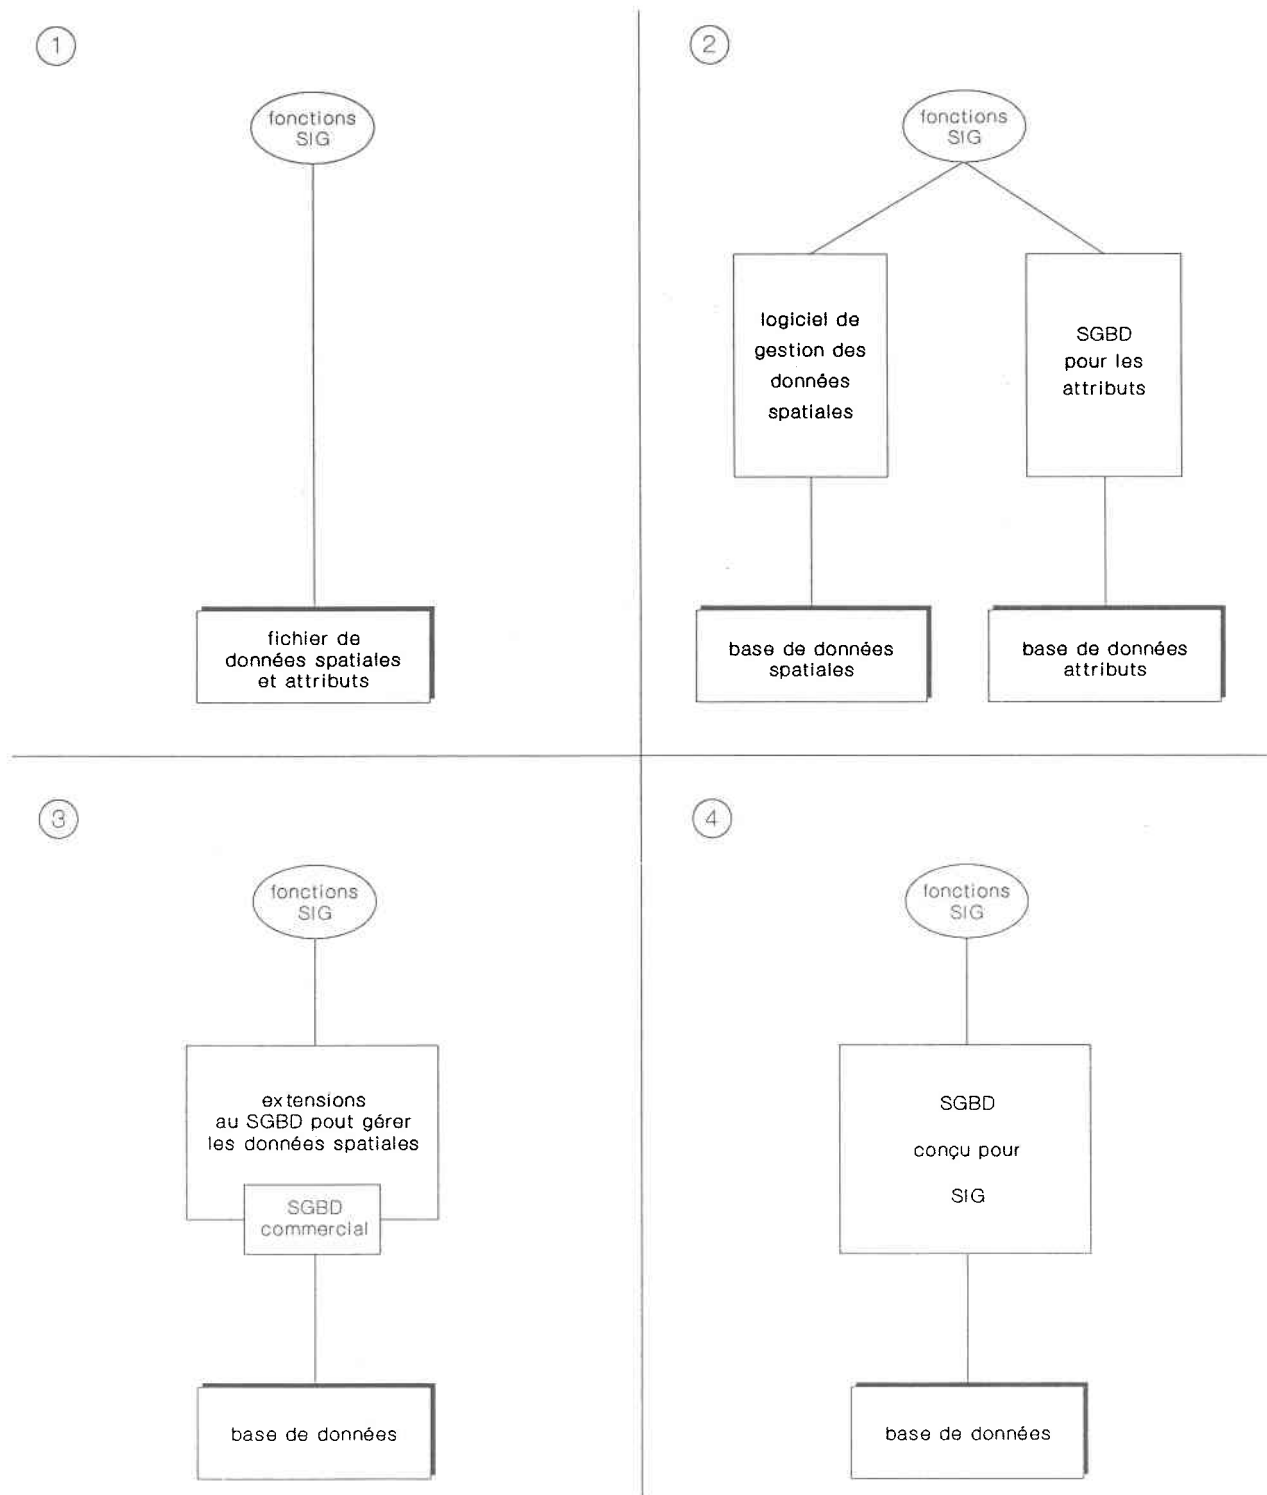 1
fonctions
SIG
fichier de
données spatiales
et attributs
2
fonctions
SIG
logiciel de
gestion des
données
spatiales
SGBD
pour les
attributs
base de données
spatiales
base de données
attributs
3
fonctions
SIG
extensions
au SGBD pout gérer
les données spatiales
SGBD
commercial
base de données
4
fonctions
SIG
SGBD
conçu pour
SIG
base de données